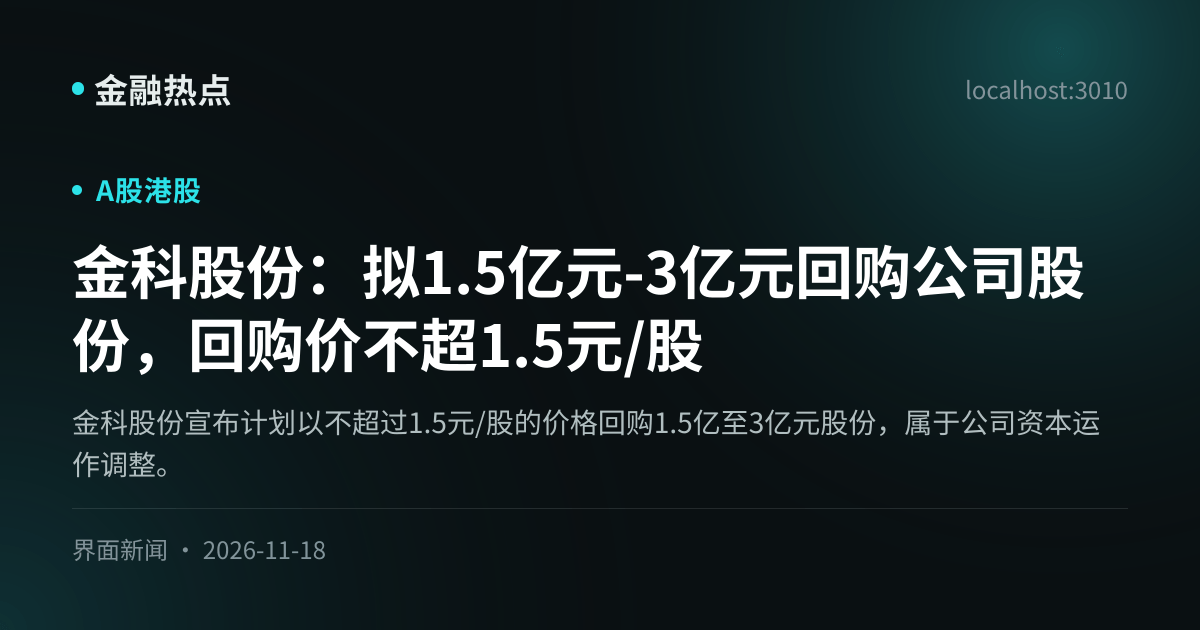 金融热点
localhost:3010
A股港股
金科股份：拟1.5亿元-3亿元回购公司股
份，回购价不超1.5元/股
金科股份宣布计划以不超过1.5元/股的价格回购1.5亿至3亿元股份，属于公司资本运
作调整。
界面新闻 · 2026-11-18